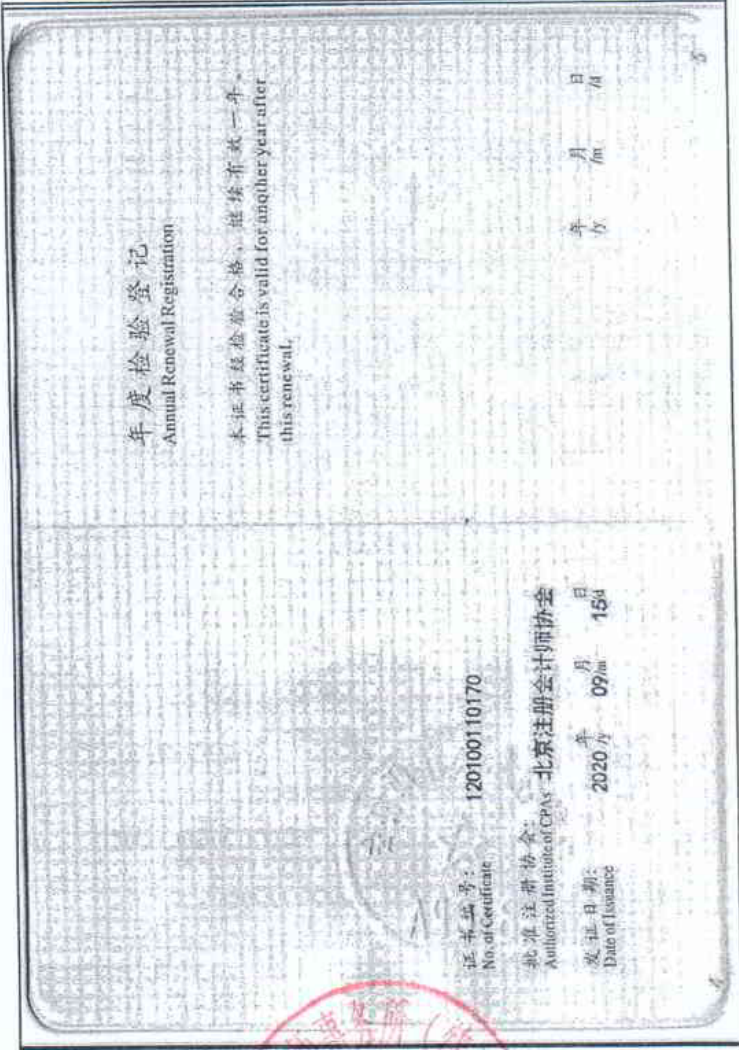 证书编号: 120100110170
No. of Certificate
批准注册协会: 北京注册会计师协会
Authorized Institute of CPAs
发证日期: 2020 年 09 月 15 日
Date of Issuance /y /m /d
4
年度检验登记
Annual Renewal Registration
本证书经检验合格,继续有效一年。
This certificate is valid for another year after
this renewal.
年 月 日
/y /m /d
5